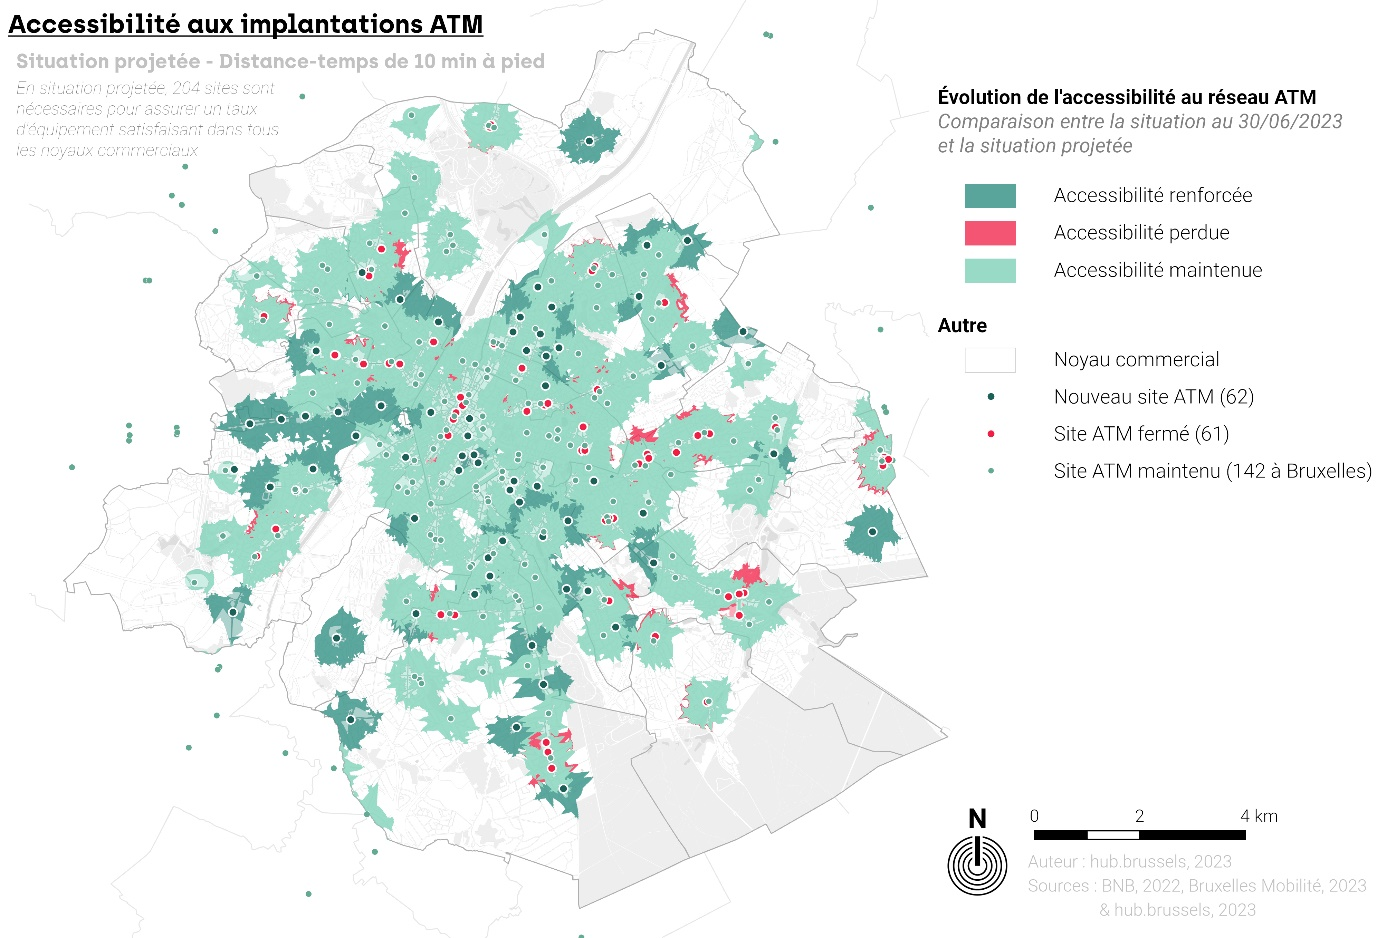 Accessibilité aux implantations ATM
Situation projetée - Distance-temps de 10 min à pied
En situation projetée, 204 sites sont
nécessaires pour assurer un taux
d'équipement satisfaisant dans tous
les noyaux commerciaux
Évolution de l'accessibilité au réseau ATM
Comparaison entre la situation au 30/06/2023
et la situation projetée
Accessibilité renforcée
Accessibilité perdue
Accessibilité maintenue
Autre
Noyau commercial
Nouveau site ATM (62)
Site ATM fermé (61)
Site ATM maintenu (142 à Bruxelles)
N
0 2 4 km
Auteur : hub.brussels, 2023
Sources : BNB, 2022, Bruxelles Mobilité, 2023
& hub.brussels, 2023